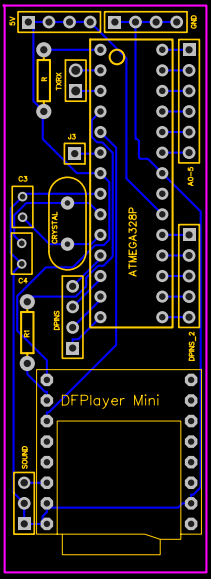 5V
GND
R
TXRX
J3
A0-5
C3
CRYSTAL
ATMEGA328P
C4
R1
DPINS
DPINS_2
DFPlayer Mini
SOUND